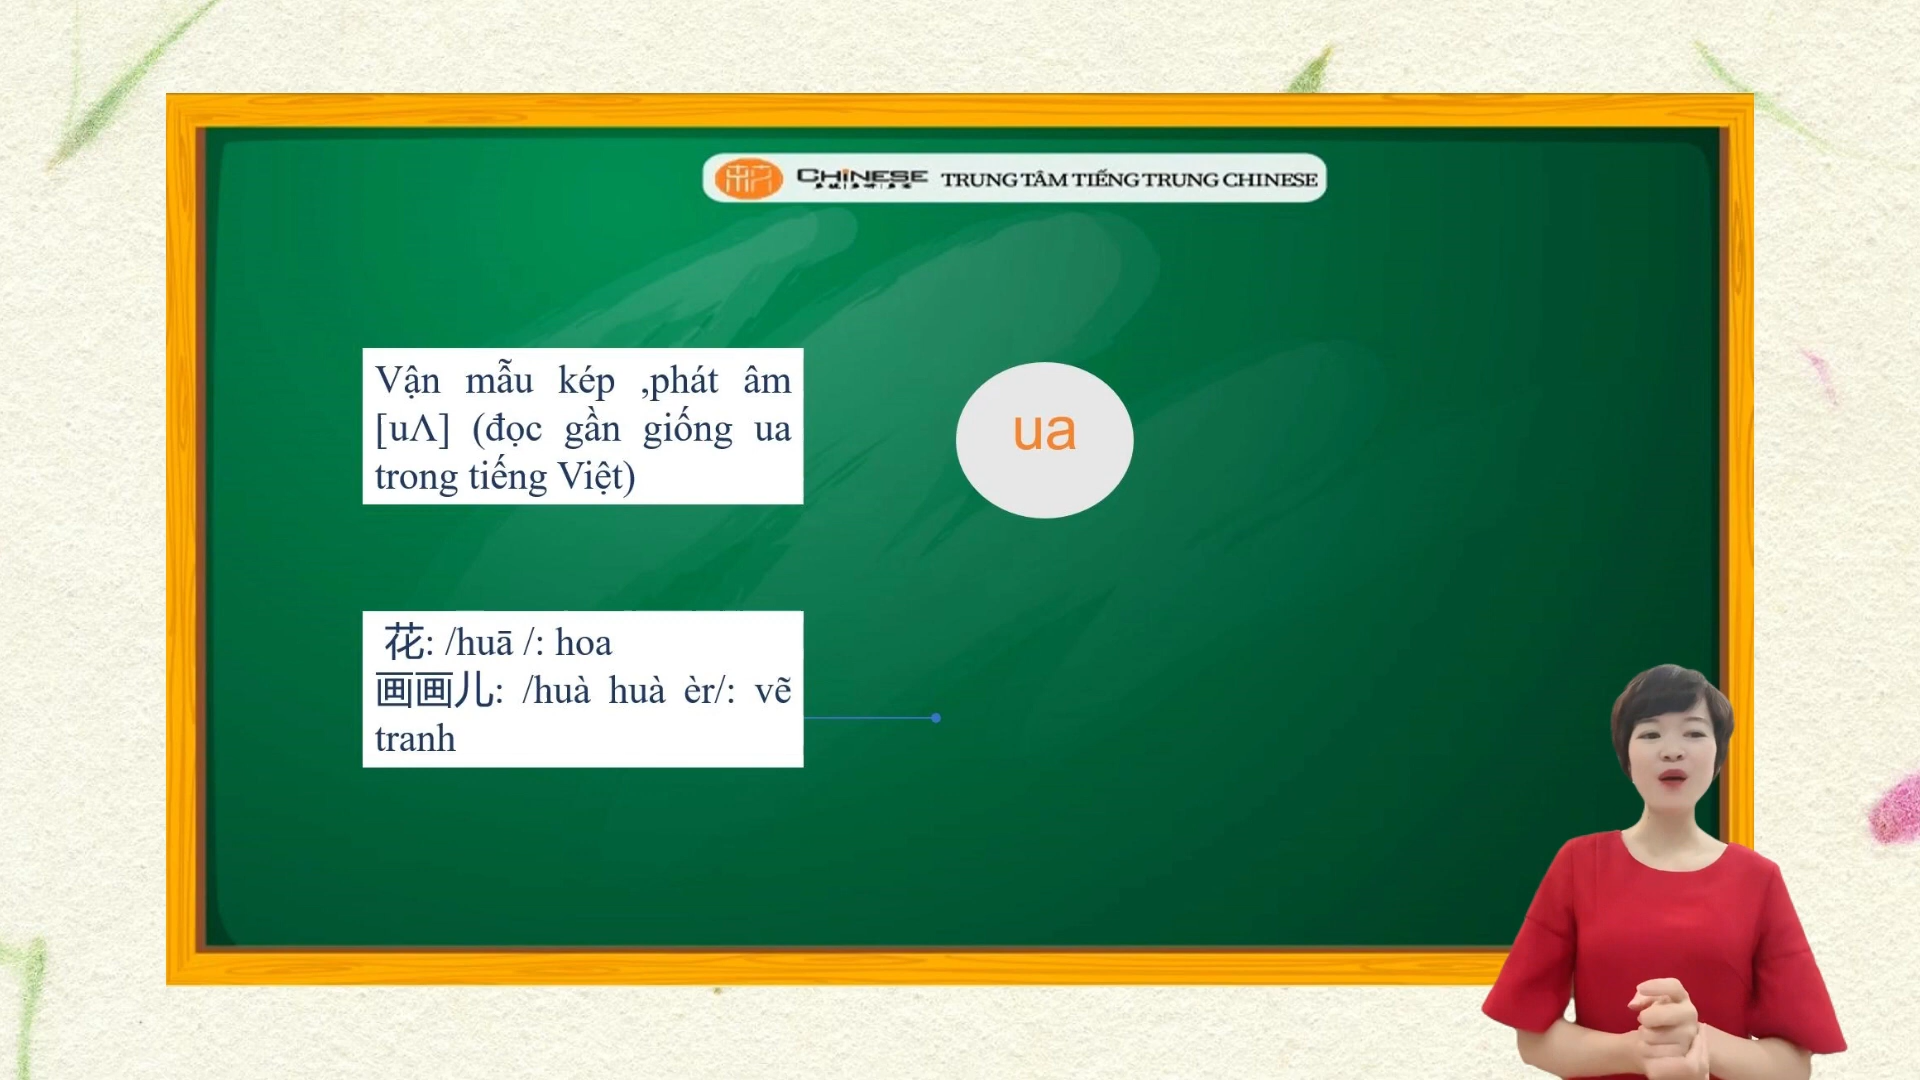 CHINESE TRUNG TÂM TIẾNG TRUNG CHINESE
Vận mẫu kép ,phát âm
[uΛ] (đọc gần giống ua
trong tiếng Việt)
ua
花: /huā /: hoa
画画儿: /huà huà èr/: vẽ
tranh